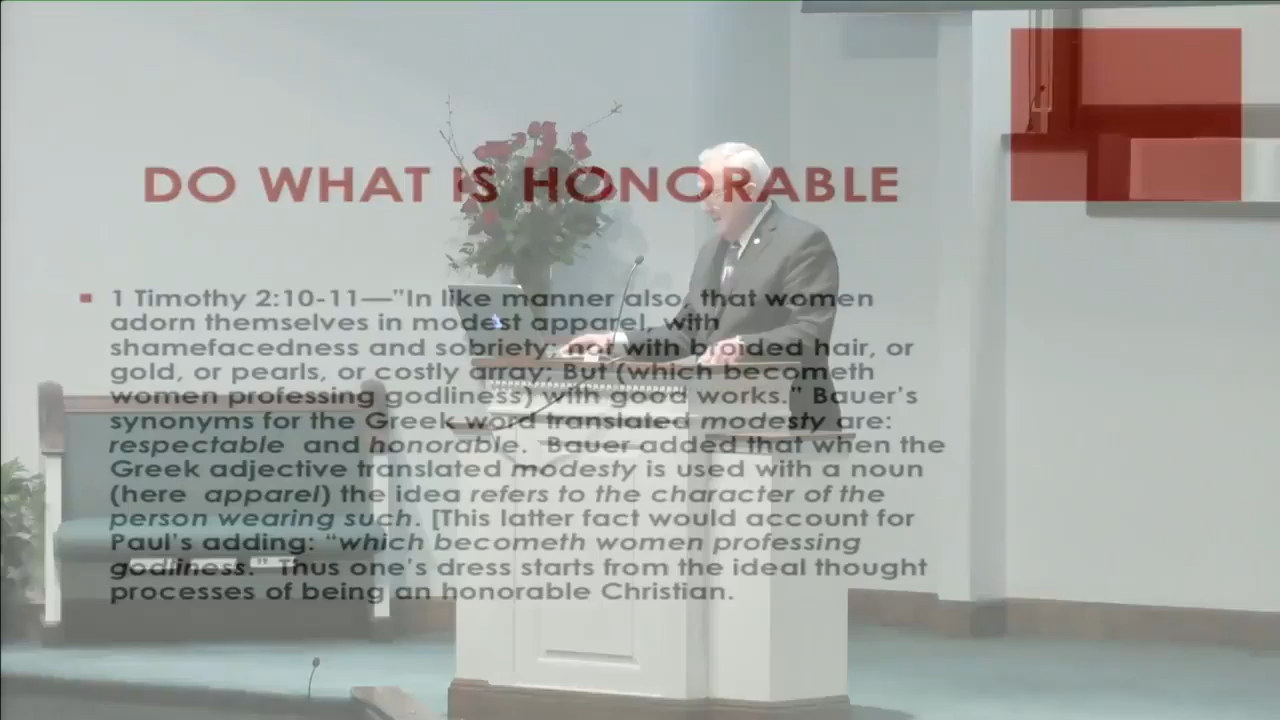 DO WHAT IS HONORABLE
1 Timothy 2:10-11—"In like manner also, that women
adorn themselves in modest apparel, with
shamefacedness and sobriety; not with broided hair, or
gold, or pearls, or costly array; But (which becometh
women professing godliness) with good works." Bauer's
synonyms for the Greek word translated modesty are:
respectable and honorable. Bauer added that when the
Greek adjective translated modesty is used with a noun
(here apparel) the idea refers to the character of the
person wearing such. [This latter fact would account for
Paul's adding: "which becometh women professing
godliness." Thus one's dress starts from the ideal thought
processes of being an honorable Christian.